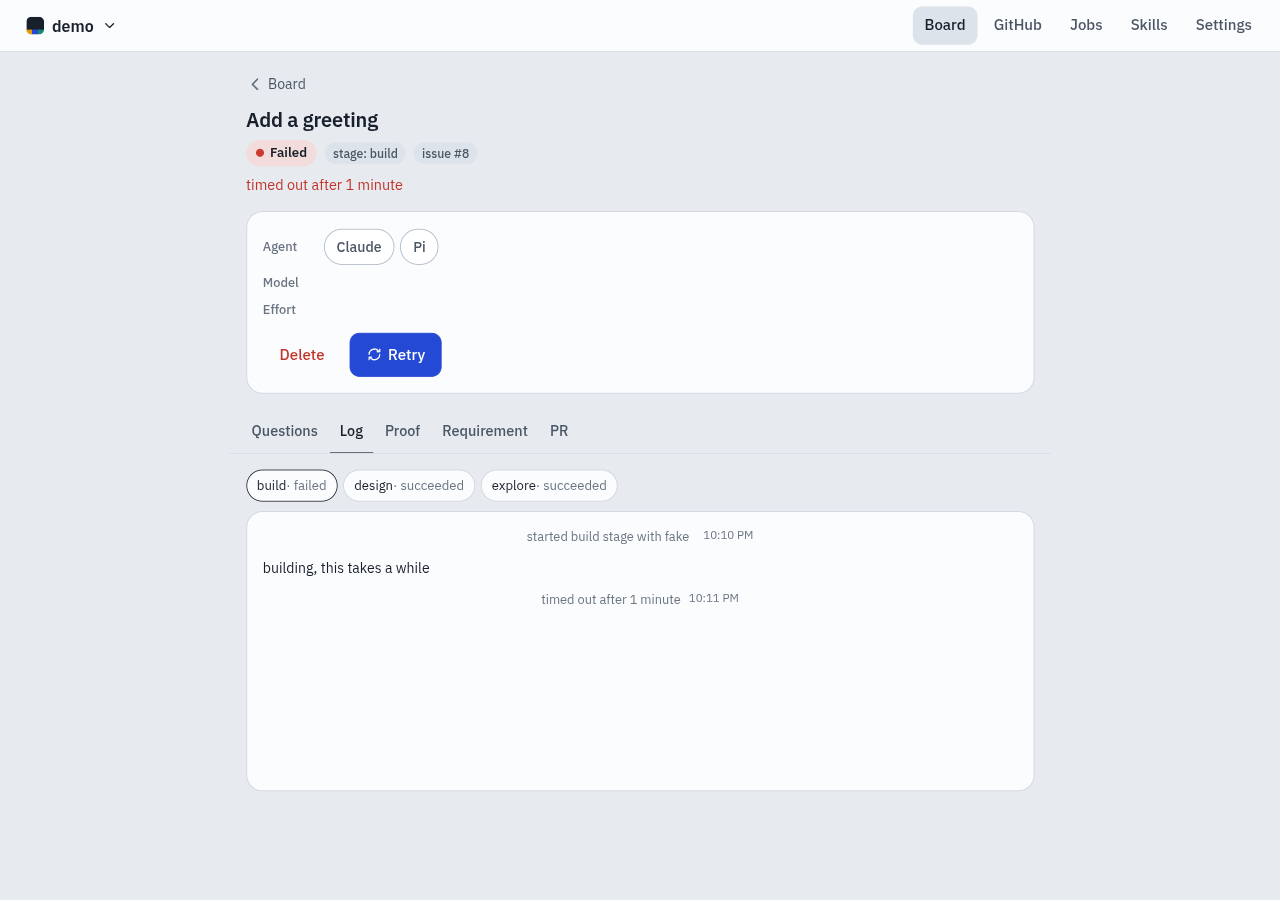 demo
Board GitHub Jobs Skills Settings
Board
Add a greeting
Failed stage: build issue #8
timed out after 1 minute
Agent Claude Pi
Model
Effort
Delete Retry
Questions Log Proof Requirement PR
build· failed design· succeeded explore· succeeded
started build stage with fake 10:10 PM
building, this takes a while
timed out after 1 minute 10:11 PM